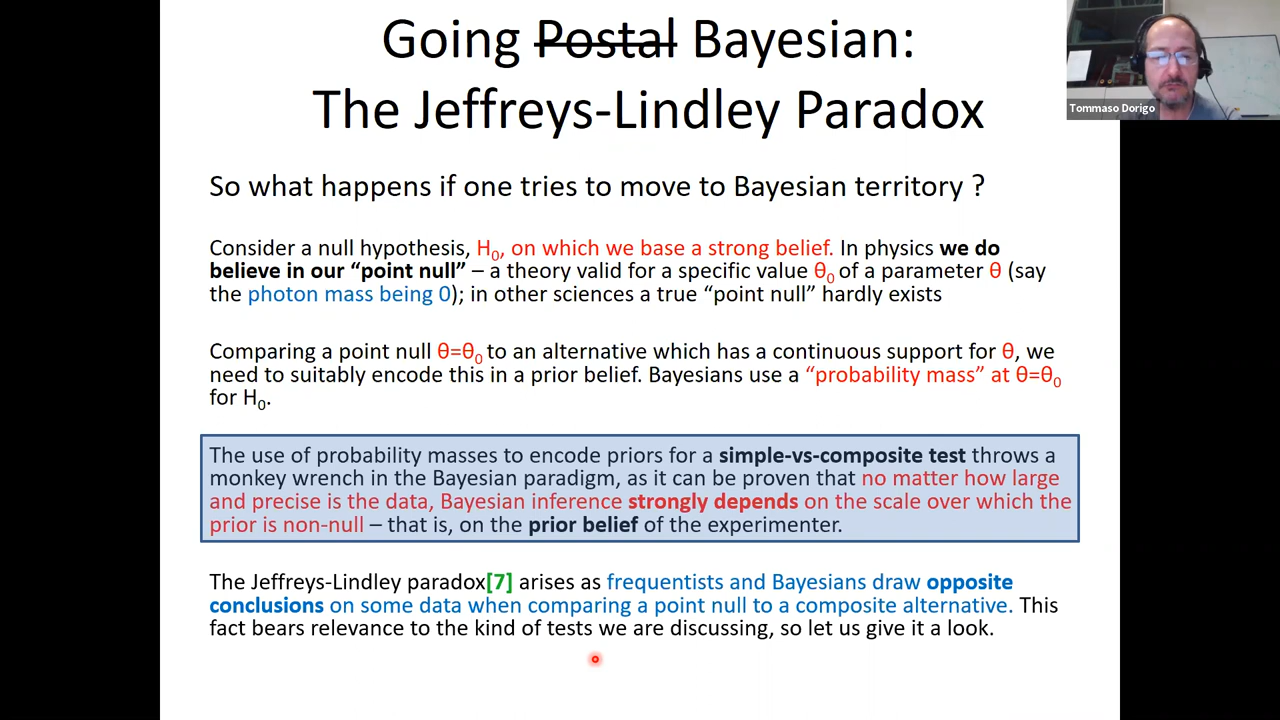 Going Postal Bayesian:
The Jeffreys-Lindley Paradox
Tommaso Dorigo
So what happens if one tries to move to Bayesian territory ?
Consider a null hypothesis, H0, on which we base a strong belief. In physics we do
believe in our “point null” – a theory valid for a specific value θ0 of a parameter θ (say
the photon mass being 0); in other sciences a true “point null” hardly exists
Comparing a point null θ=θ0 to an alternative which has a continuous support for θ, we
need to suitably encode this in a prior belief. Bayesians use a “probability mass” at θ=θ0
for H0.
The use of probability masses to encode priors for a simple-vs-composite test throws a
monkey wrench in the Bayesian paradigm, as it can be proven that no matter how large
and precise is the data, Bayesian inference strongly depends on the scale over which the
prior is non-null – that is, on the prior belief of the experimenter.
The Jeffreys-Lindley paradox[7] arises as frequentists and Bayesians draw opposite
conclusions on some data when comparing a point null to a composite alternative. This
fact bears relevance to the kind of tests we are discussing, so let us give it a look.